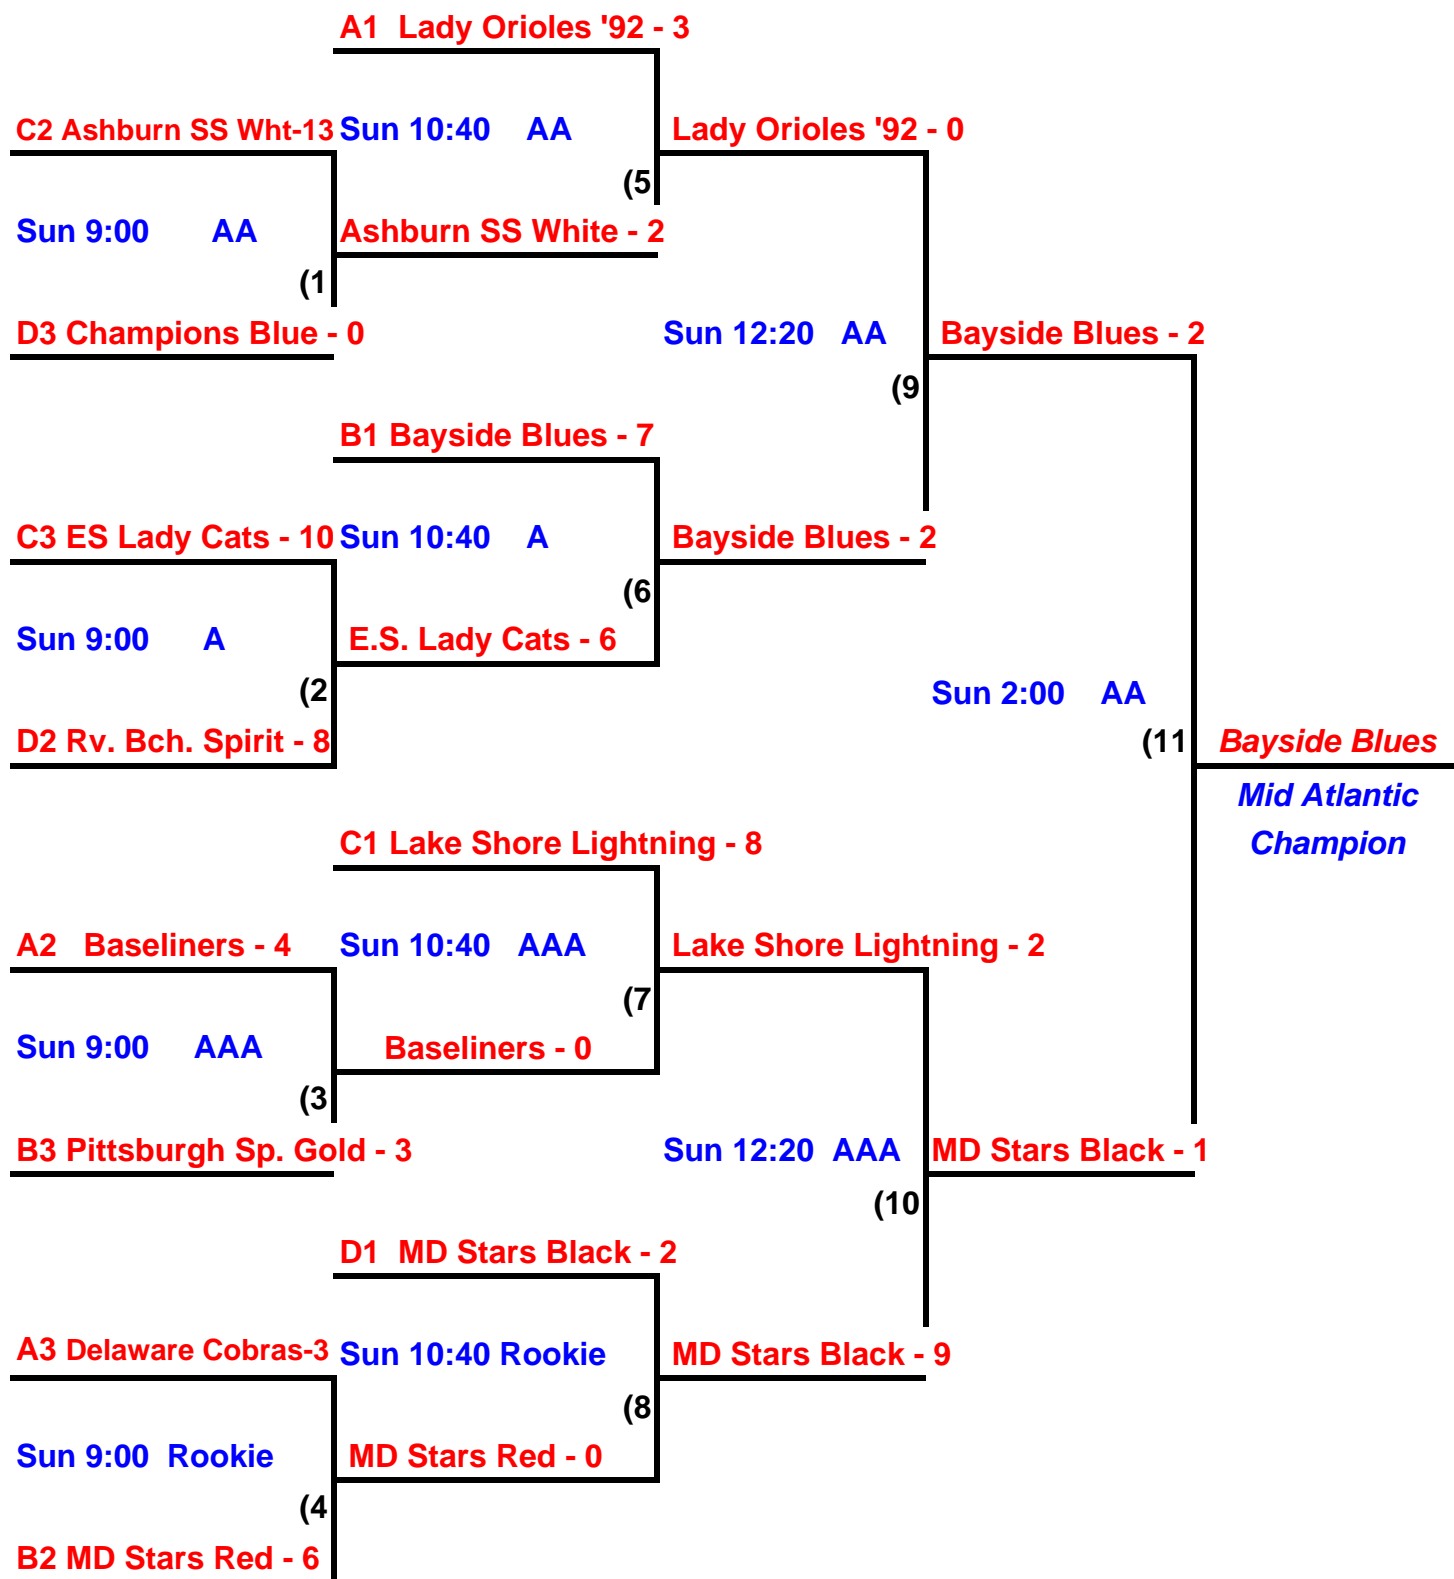 A1 Lady Orioles '92 - 3
C2 Ashburn SS Wht-13
Sun 10:40 AA
Lady Orioles '92 - 0
(5
Sun 9:00 AA
Ashburn SS White - 2
(1
D3 Champions Blue - 0
Sun 12:20 AA
Bayside Blues - 2
(9
B1 Bayside Blues - 7
C3 ES Lady Cats - 10
Sun 10:40 A
Bayside Blues - 2
(6
Sun 9:00 A
E.S. Lady Cats - 6
(2
Sun 2:00 AA
D2 Rv. Bch. Spirit - 8
(11
Bayside Blues
Mid Atlantic
Champion
C1 Lake Shore Lightning - 8
A2 Baseliners - 4
Sun 10:40 AAA
Lake Shore Lightning - 2
(7
Sun 9:00 AAA
Baseliners - 0
(3
B3 Pittsburgh Sp. Gold - 3
Sun 12:20 AAA
MD Stars Black - 1
(10
D1 MD Stars Black - 2
A3 Delaware Cobras-3
Sun 10:40 Rookie
MD Stars Black - 9
(8
Sun 9:00 Rookie
MD Stars Red - 0
(4
B2 MD Stars Red - 6